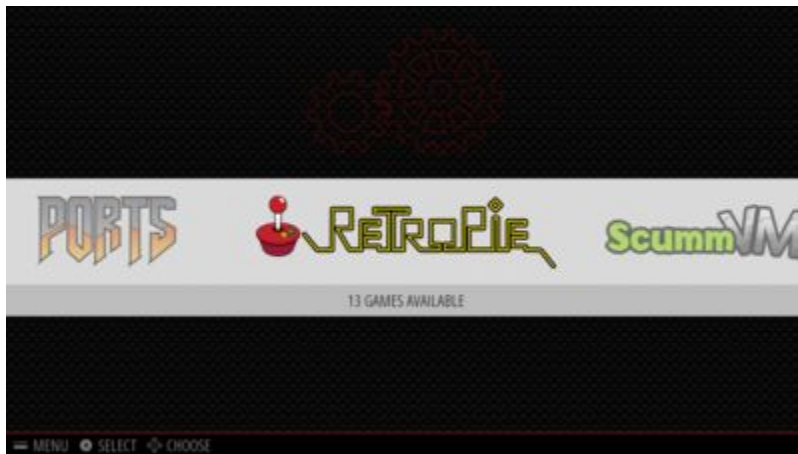 PORTS RETROPIE ScummVM
13 GAMES AVAILABLE
MENU SELECT CHOOSE